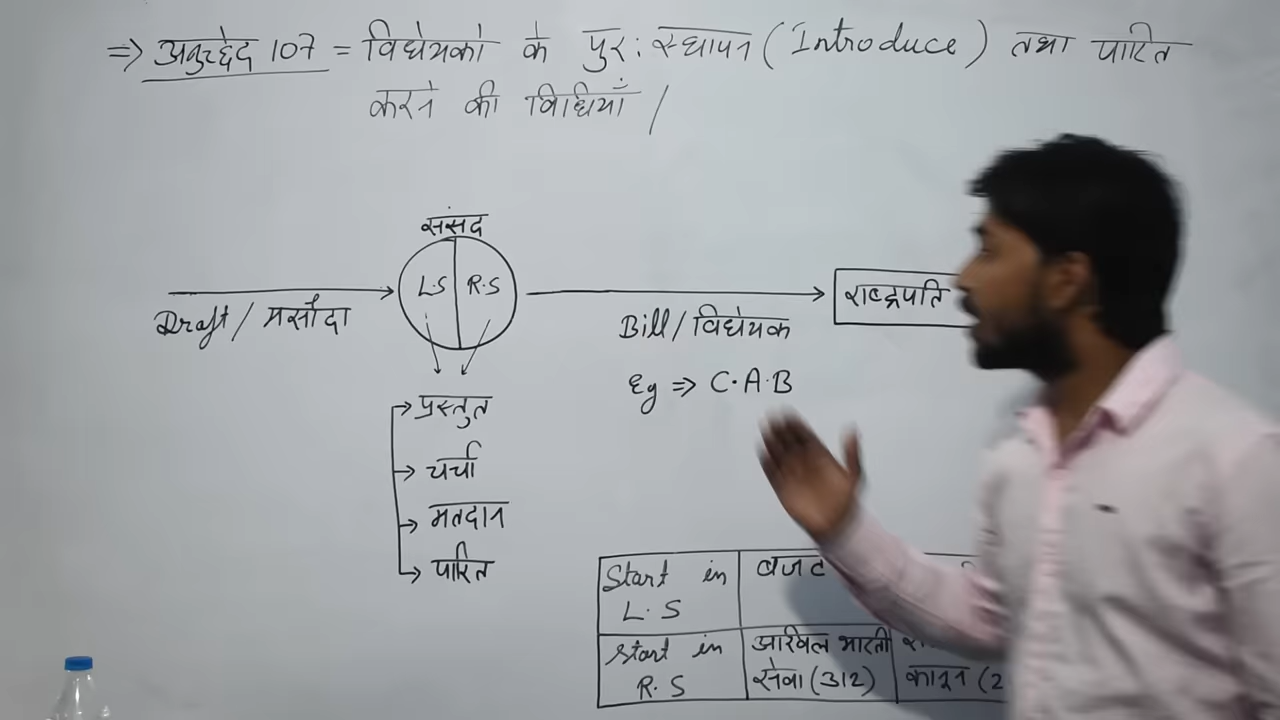 ⇒ अनुच्छेद 107 = विधेयको के पुरःस्थापन (Introduce) तथा पारित
करने की विधियाँ /
संसद
L.S R.S
Draft / मसौदा
Bill / विधेयक
राष्ट्रपति
Eg ⇒ C.A.B
प्रस्तुत
चर्चा
मतदान
पारित
Start in
L.S
बजट
Start in
R.S
अखिल भारती
सेवा (312)
कानून (2